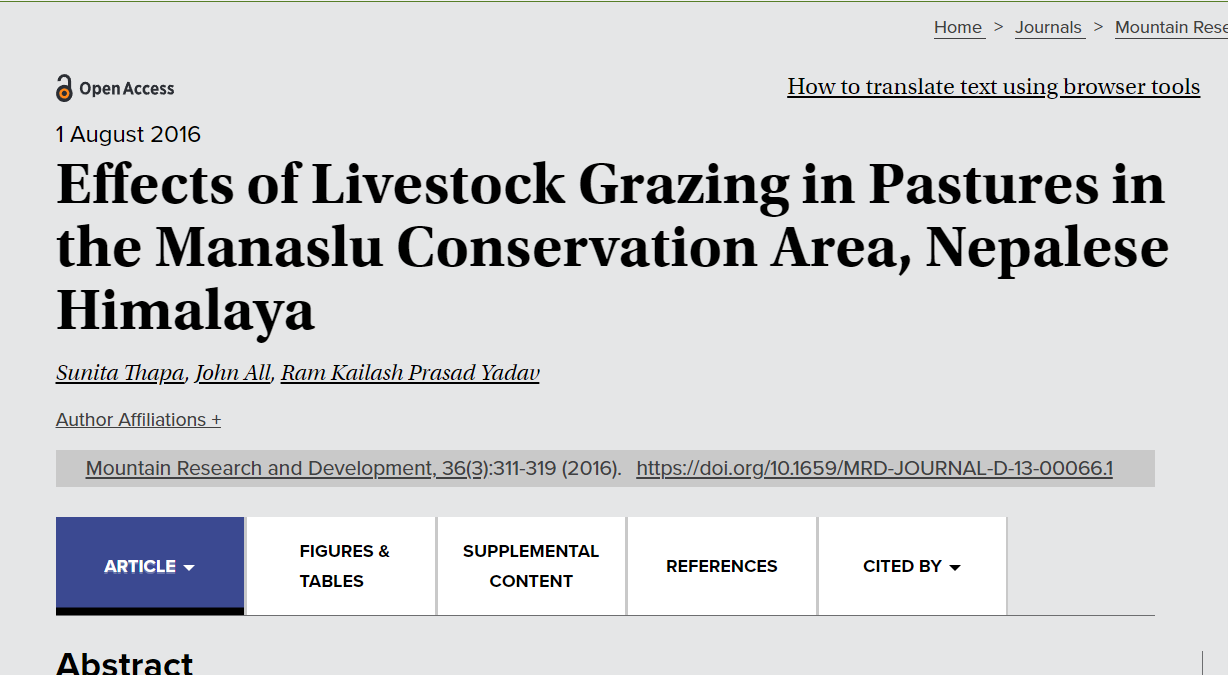 Home > Journals > Mountain Rese
Open Access
How to translate text using browser tools
1 August 2016
Effects of Livestock Grazing in Pastures in
the Manaslu Conservation Area, Nepalese
Himalaya
Sunita Thapa, John All, Ram Kailash Prasad Yadav
Author Affiliations +
Mountain Research and Development, 36(3):311-319 (2016). https://doi.org/10.1659/MRD-JOURNAL-D-13-00066.1
ARTICLE
FIGURES &
TABLES
SUPPLEMENTAL
CONTENT
REFERENCES
CITED BY
Abstract